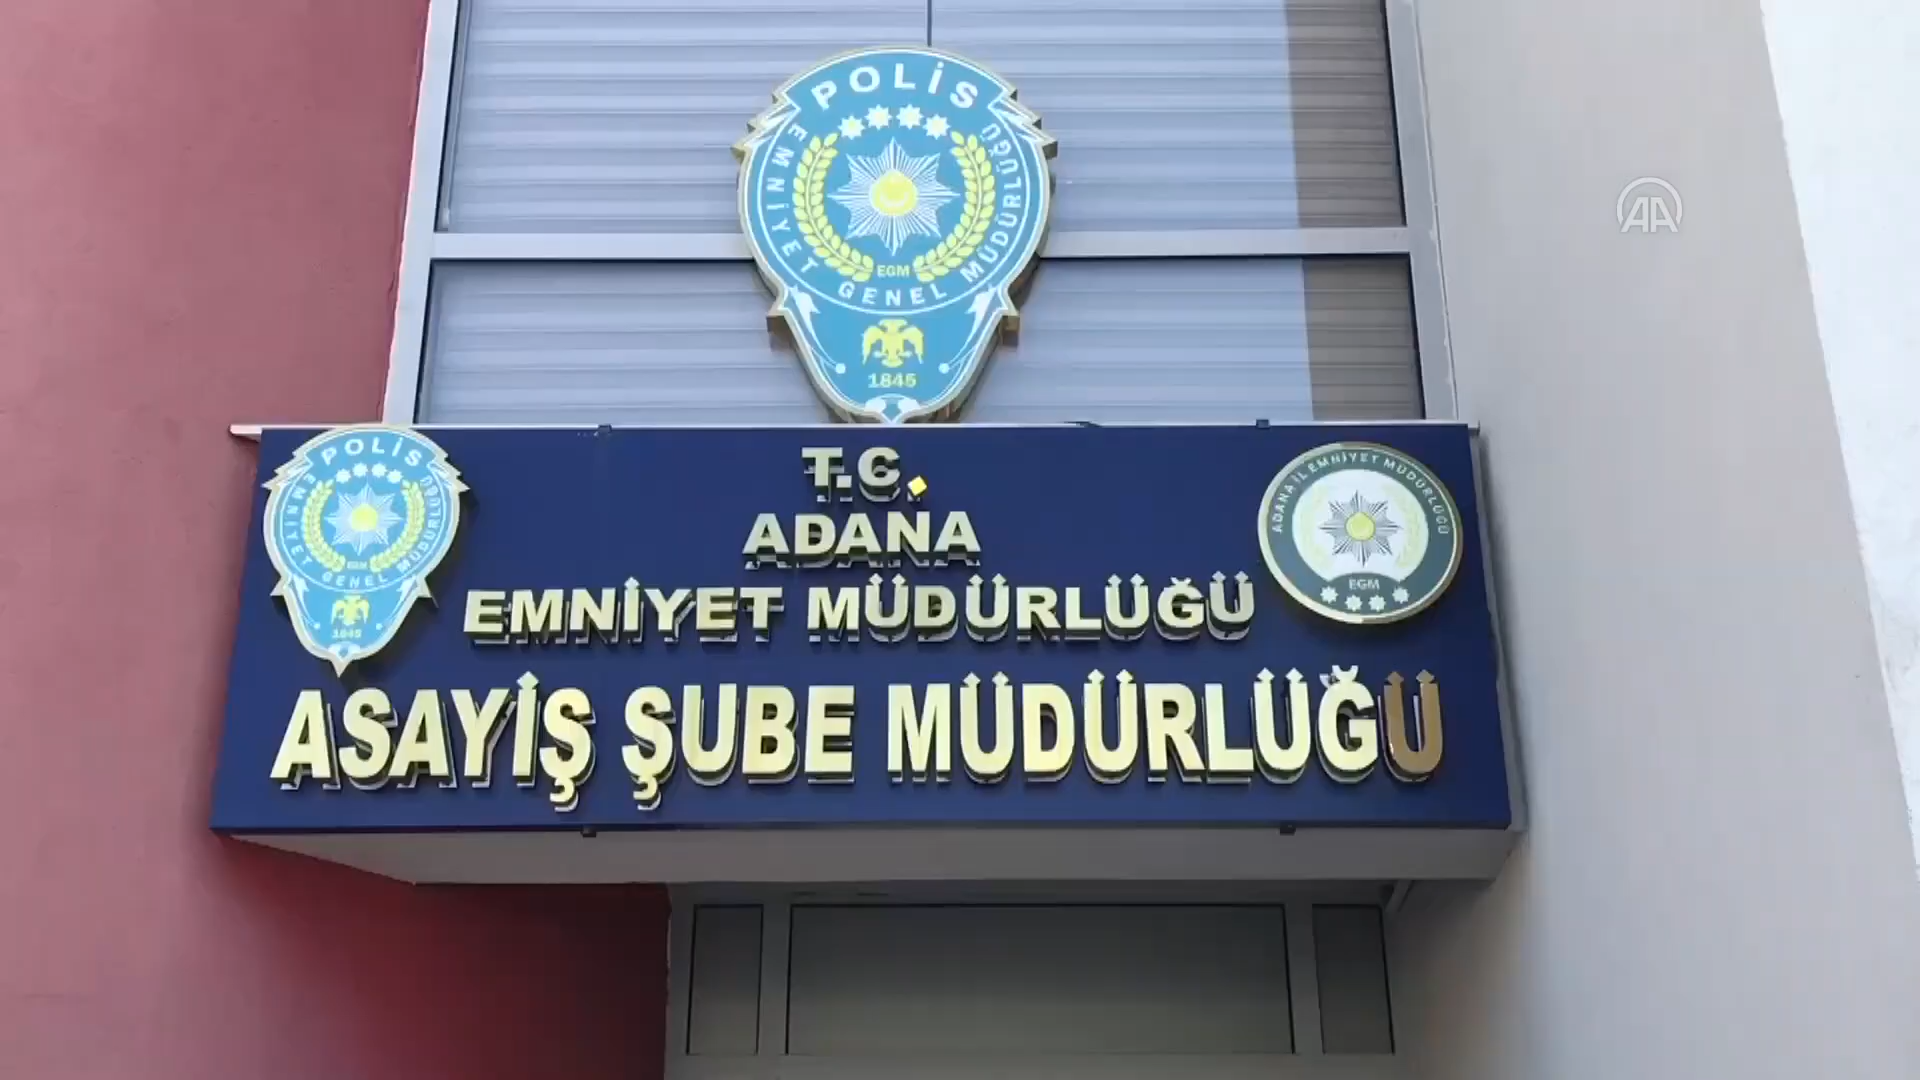 POLİS
EMNİYET GENEL MÜDÜRLÜĞÜ
EGM
1845
AA
T.C.
ADANA
EMNİYET MÜDÜRLÜĞÜ
ASAYİŞ ŞUBE MÜDÜRLÜĞÜ
POLİS
EMNİYET GENEL MÜDÜRLÜĞÜ
EGM
1845
ADANA İL EMNİYET MÜDÜRLÜĞÜ
EGM